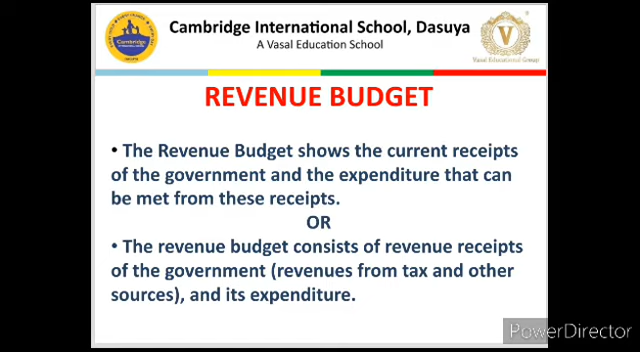 Cambridge International School, Dasuya
A Vasal Education School
Cambridge
V
Vasal Educational Group
REVENUE BUDGET
• The Revenue Budget shows the current receipts
of the government and the expenditure that can
be met from these receipts.
OR
• The revenue budget consists of revenue receipts
of the government (revenues from tax and other
sources), and its expenditure.
PowerDirector